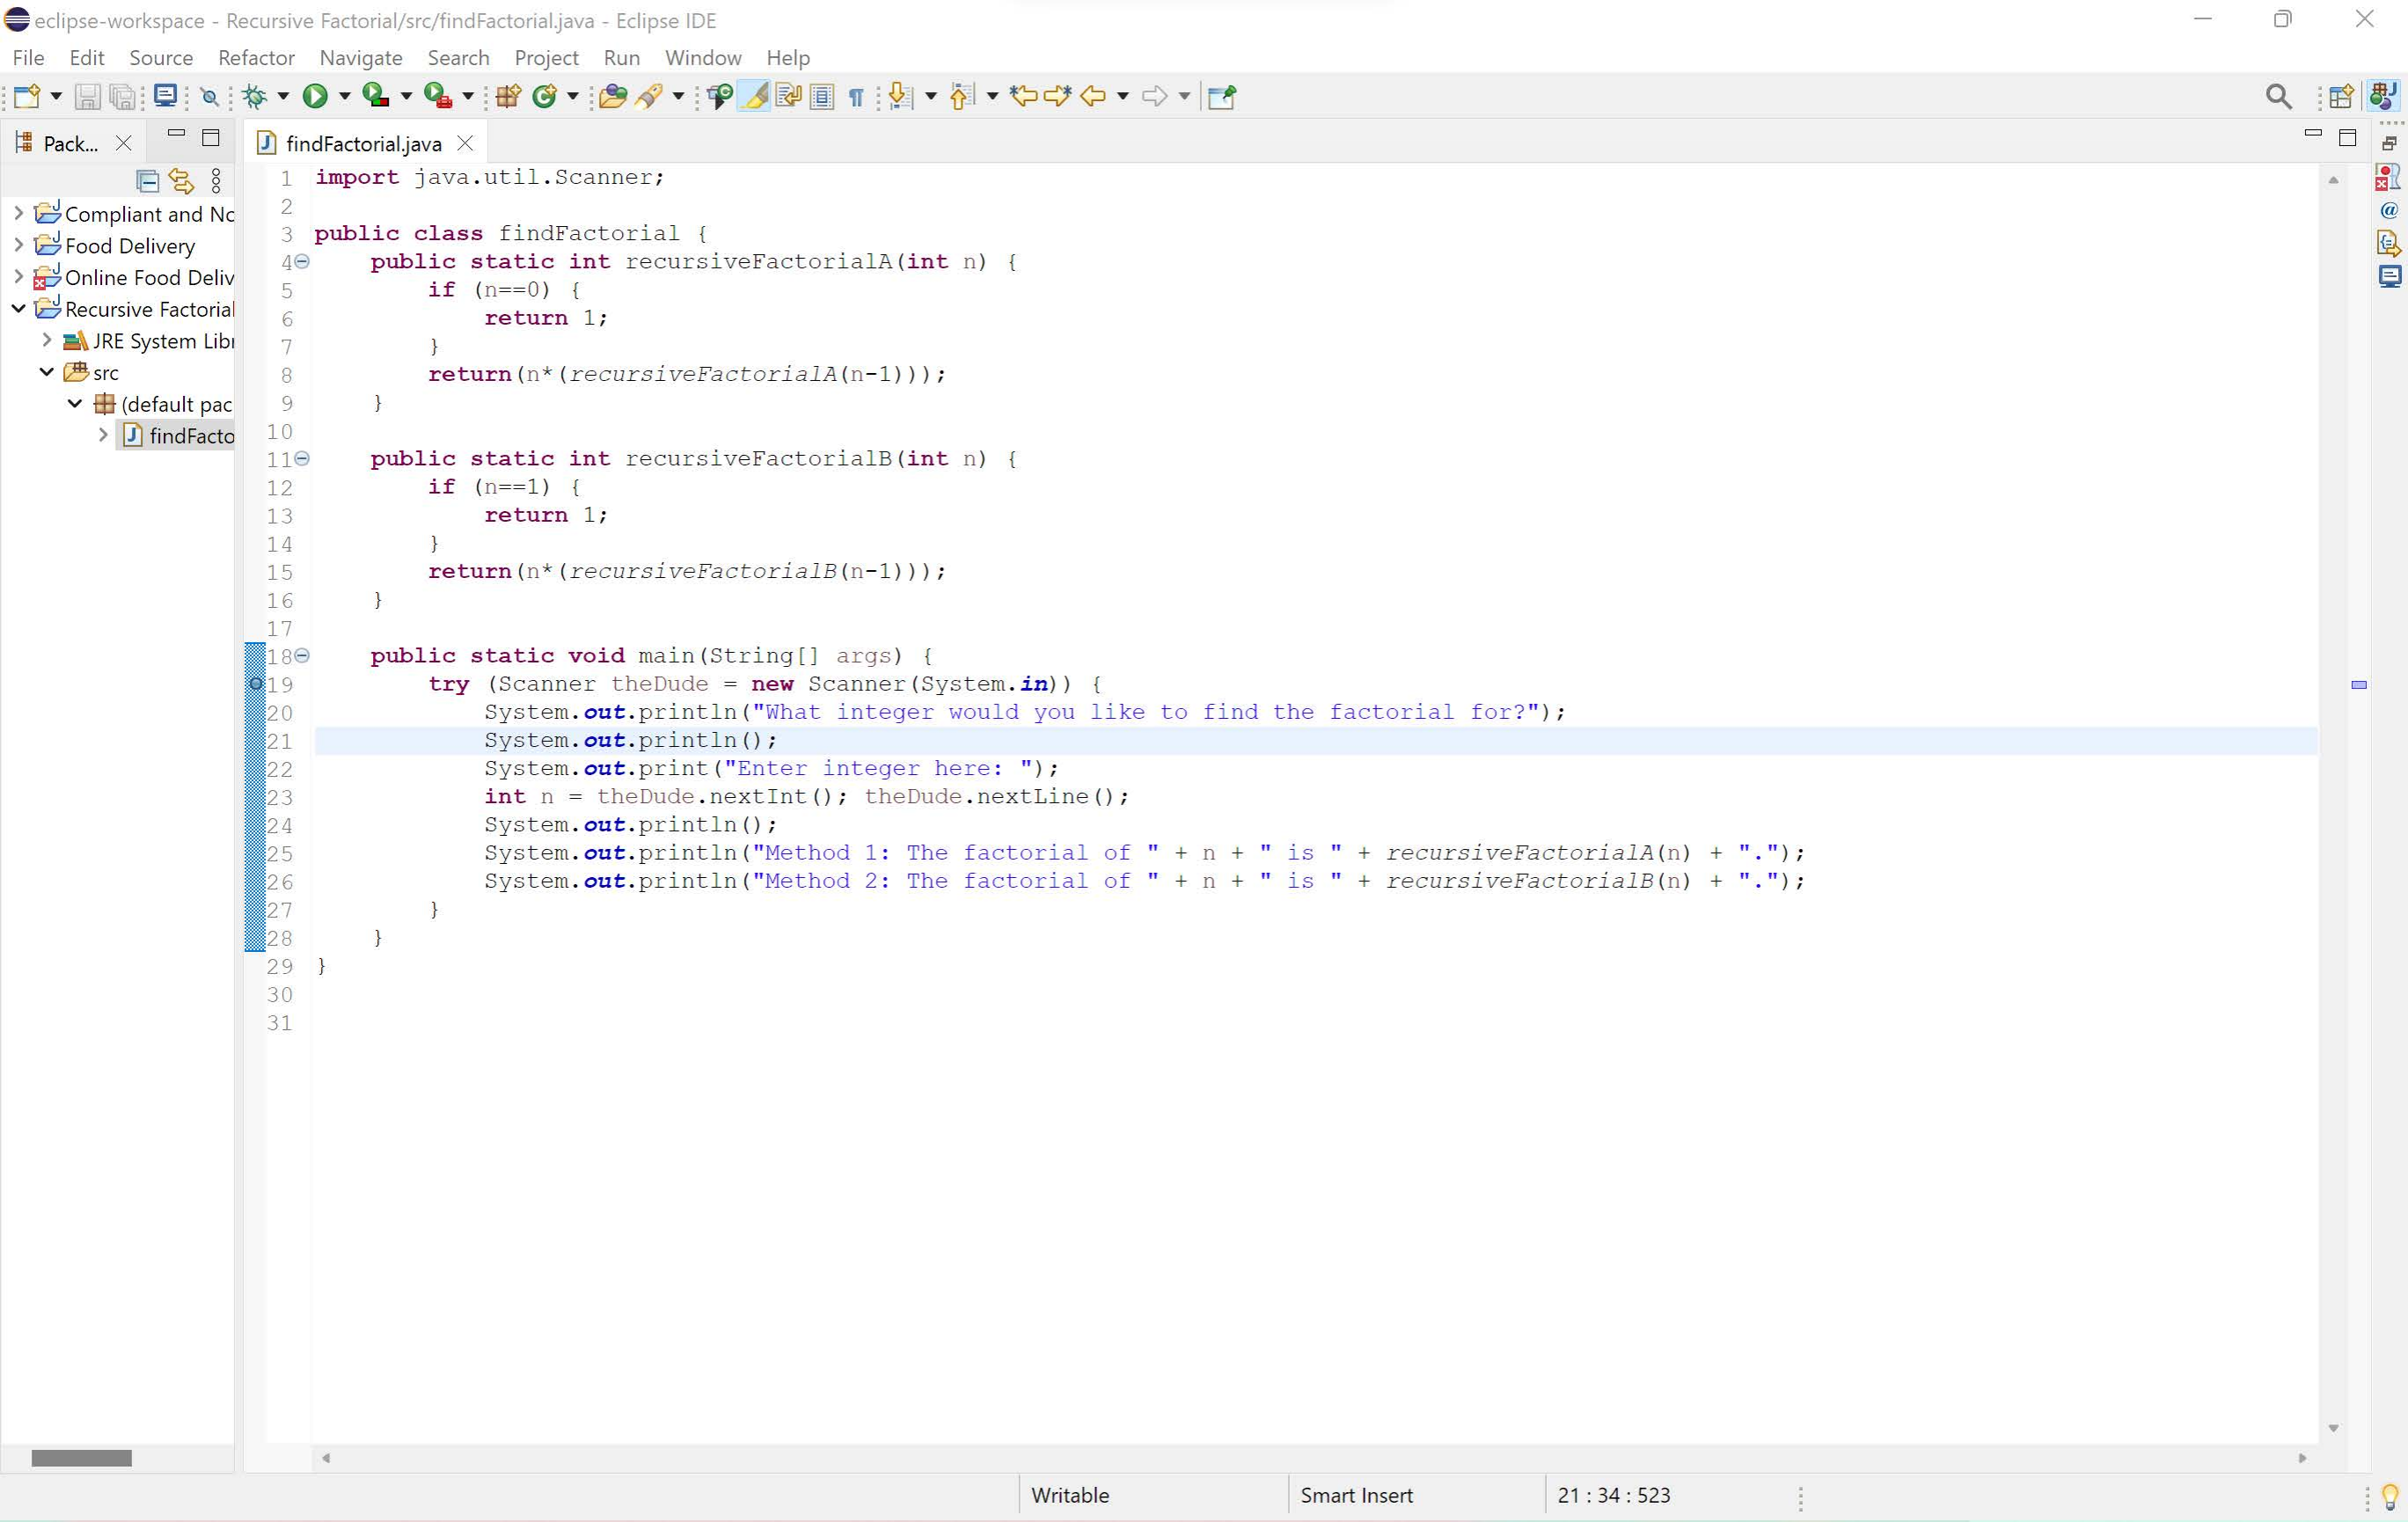 eclipse-workspace - Recursive Factorial/src/findFactorial.java - Eclipse IDE
File Edit Source Refactor Navigate Search Project Run Window Help
Pack...
findFactorial.java
Compliant and Nc
Food Delivery
Online Food Deliv
Recursive Factorial
JRE System Libr
src
(default pac
findFacto
1 import java.util.Scanner;
2
3 public class findFactorial {
4     public static int recursiveFactorialA(int n) {
5         if (n==0) {
6             return 1;
7         }
8         return(n*(recursiveFactorialA(n-1)));
9     }
10
11     public static int recursiveFactorialB(int n) {
12         if (n==1) {
13             return 1;
14         }
15         return(n*(recursiveFactorialB(n-1)));
16     }
17
18     public static void main(String[] args) {
19         try (Scanner theDude = new Scanner(System.in)) {
20             System.out.println("What integer would you like to find the factorial for?");
21             System.out.println();
22             System.out.print("Enter integer here: ");
23             int n = theDude.nextInt(); theDude.nextLine();
24             System.out.println();
25             System.out.println("Method 1: The factorial of " + n + " is " + recursiveFactorialA(n) + ".");
26             System.out.println("Method 2: The factorial of " + n + " is " + recursiveFactorialB(n) + ".");
27         }
28     }
29 }
30
31
Writable Smart Insert 21 : 34 : 523